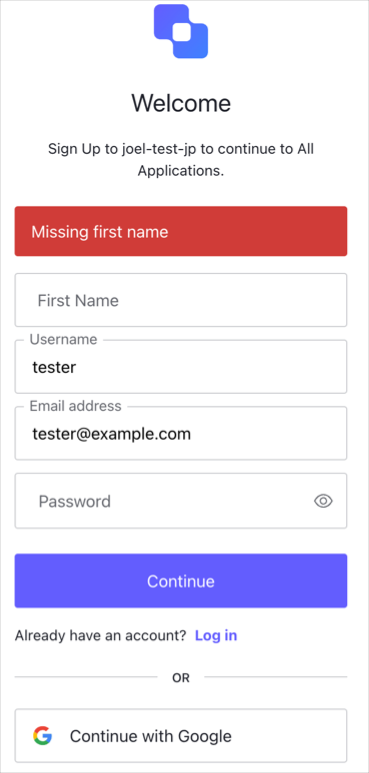 Welcome
Sign Up to joel-test-jp to continue to All
Applications.
Missing first name
First Name
Username
tester
Email address
tester@example.com
Password
Continue
Already have an account? Log in
OR
Continue with Google